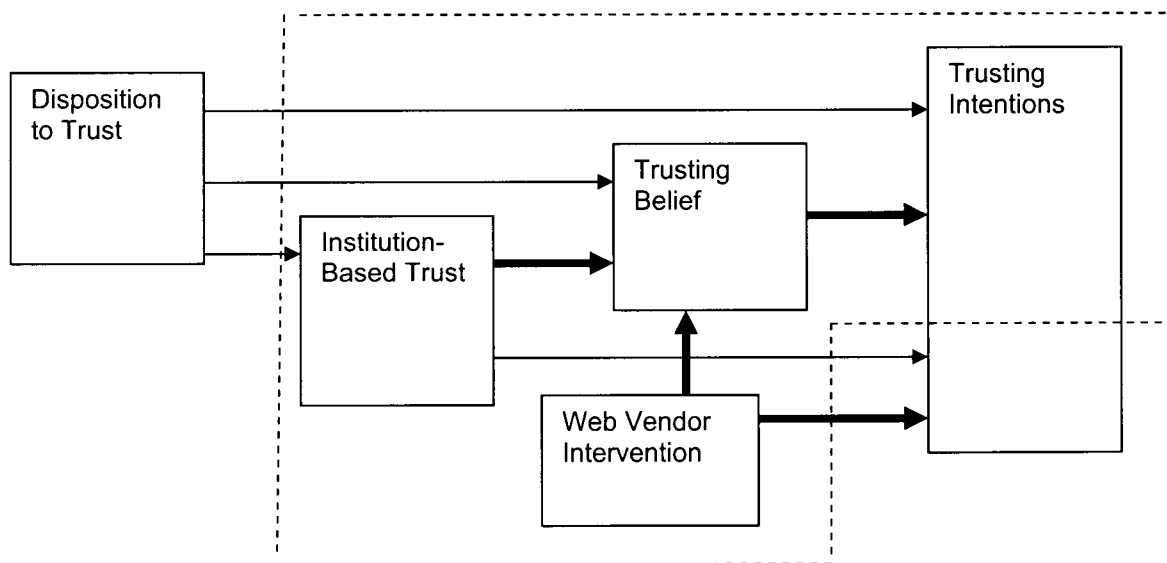 Disposition
to Trust
Trusting
Intentions
Trusting
Belief
Institution-
Based Trust
Web Vendor
Intervention